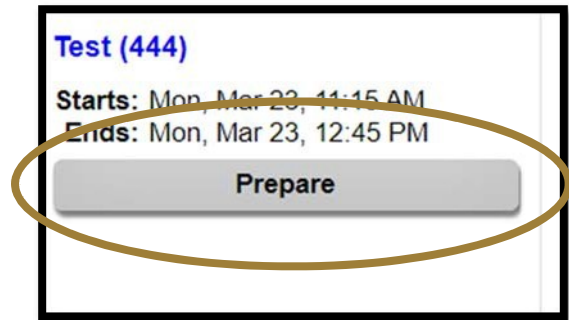 Test (444)
Starts: Mon, Mar 23, 11:15 AM
Ends: Mon, Mar 23, 12:45 PM
Prepare